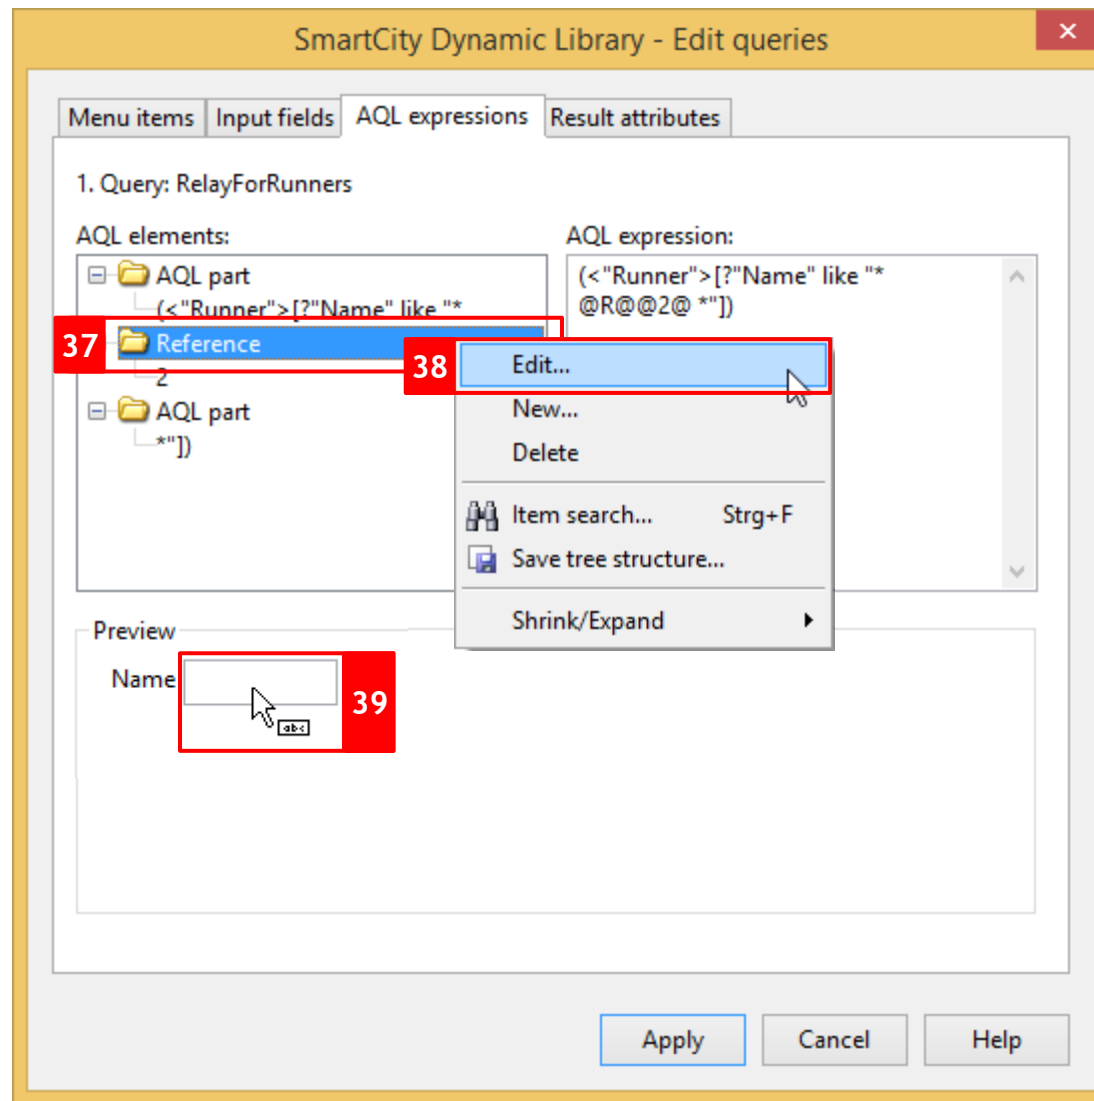 SmartCity Dynamic Library - Edit queries
Menu items Input fields AQL expressions Result attributes
1. Query: RelayForRunners
AQL elements:
AQL expression:
AQL part
(<"Runner">[?"Name" like "*
Reference
2
AQL part
*"])
(<"Runner">[?"Name" like "*
@R@@2@ *"])
37
38
Edit...
New...
Delete
Item search... Strg+F
Save tree structure...
Shrink/Expand
Preview
Name
abc
39
Apply Cancel Help